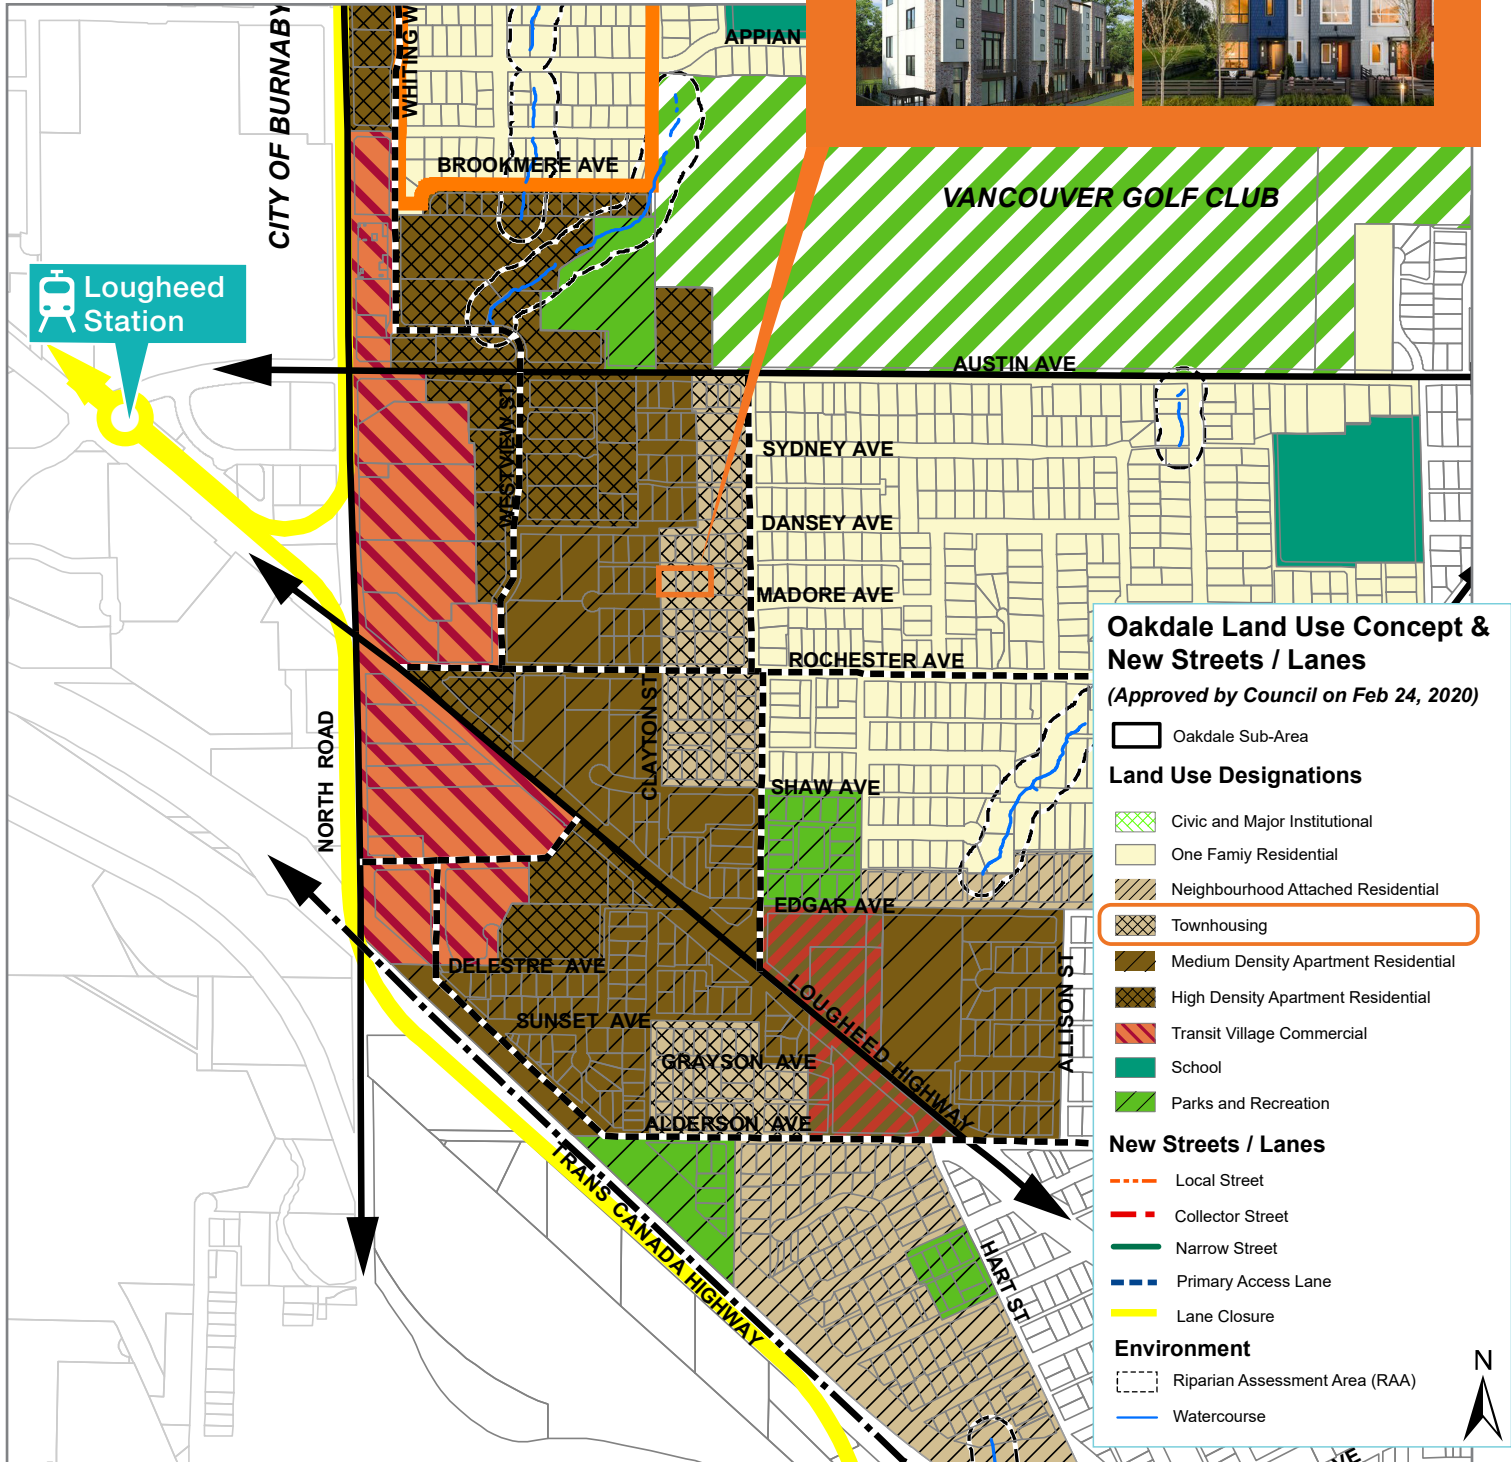 CITY OF BURNABY
WHITING W
APPIAN
BROOKMERE AVE
VANCOUVER GOLF CLUB
Lougheed
Station
AUSTIN AVE
WESTVIEW ST
SYDNEY AVE
DANSEY AVE
MADORE AVE
ROCHESTER AVE
CLAYTON ST
NORTH ROAD
SHAW AVE
EDGAR AVE
DELESTRE AVE
LOUGHEED HIGHWAY
ALLISON ST
SUNSET AVE
GRAYSON AVE
ALDERSON AVE
TRANS CANADA HIGHWAY
HART ST
VE
Oakdale Land Use Concept &
New Streets / Lanes
(Approved by Council on Feb 24, 2020)
Oakdale Sub-Area
Land Use Designations
Civic and Major Institutional
One Famiy Residential
Neighbourhood Attached Residential
Townhousing
Medium Density Apartment Residential
High Density Apartment Residential
Transit Village Commercial
School
Parks and Recreation
New Streets / Lanes
Local Street
Collector Street
Narrow Street
Primary Access Lane
Lane Closure
Environment
Riparian Assessment Area (RAA)
Watercourse
N